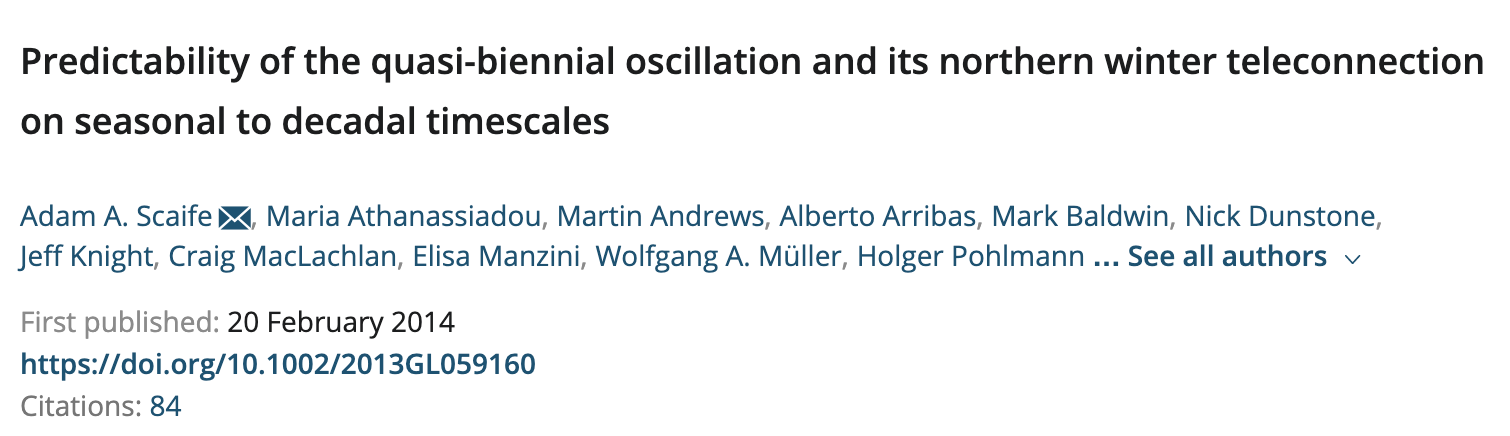 Predictability of the quasi-biennial oscillation and its northern winter teleconnection
on seasonal to decadal timescales
Adam A. Scaife, Maria Athanassiadou, Martin Andrews, Alberto Arribas, Mark Baldwin, Nick Dunstone,
Jeff Knight, Craig MacLachlan, Elisa Manzini, Wolfgang A. Müller, Holger Pohlmann ... See all authors
First published: 20 February 2014
https://doi.org/10.1002/2013GL059160
Citations: 84